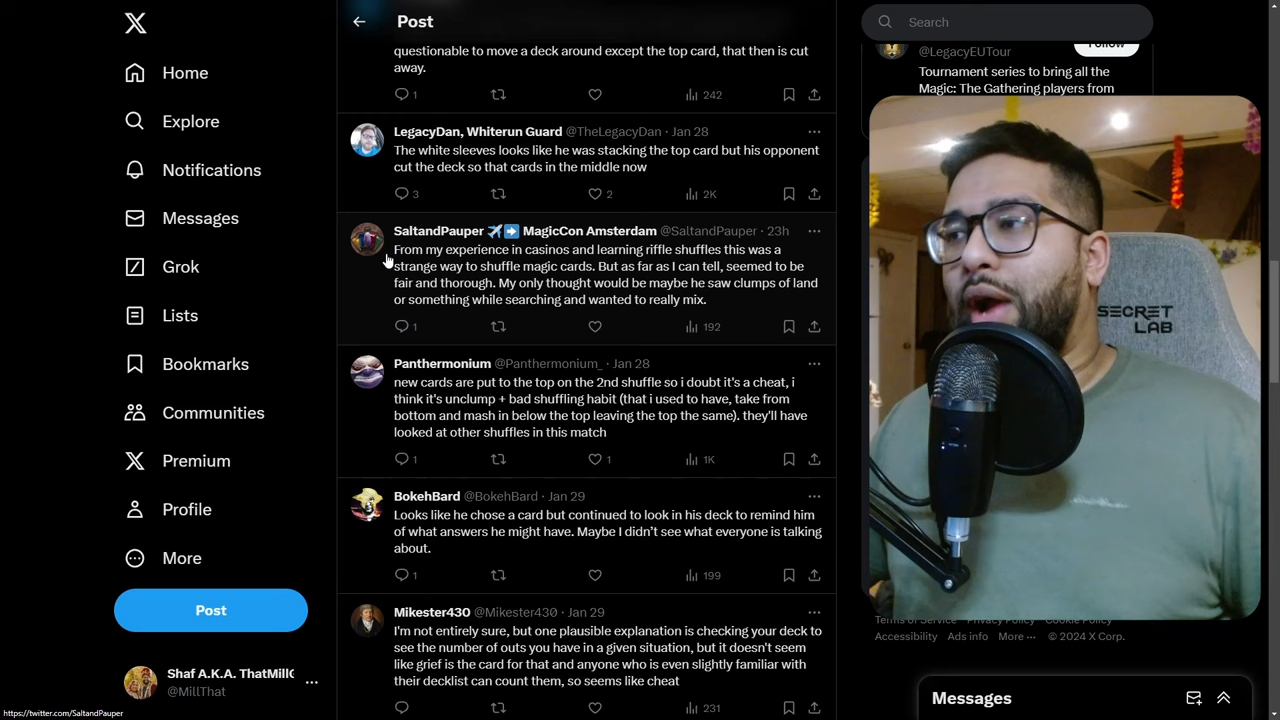 Home
Explore
Notifications
Messages
Grok
Lists
Bookmarks
Communities
Premium
Profile
More
Post
Shaf A.K.A. ThatMillC
@MillThat
https://twitter.com/SaltandPauper
Post
questionable to move a deck around except the top card, that then is cut
away.
1 242
LegacyDan, Whiterun Guard @TheLegacyDan · Jan 28
The white sleeves looks like he was stacking the top card but his opponent
cut the deck so that cards in the middle now
3 2 2K
SaltandPauper ✈️➡️ MagicCon Amsterdam @SaltandPauper · 23h
From my experience in casinos and learning riffle shuffles this was a
strange way to shuffle magic cards. But as far as I can tell, seemed to be
fair and thorough. My only thought would be maybe he saw clumps of land
or something while searching and wanted to really mix.
1 192
Panthermonium @Panthermonium_ · Jan 28
new cards are put to the top on the 2nd shuffle so i doubt it's a cheat, i
think it's unclump + bad shuffling habit (that i used to have, take from
bottom and mash in below the top leaving the top the same). they'll have
looked at other shuffles in this match
1 1 1K
BokehBard @BokehBard · Jan 29
Looks like he chose a card but continued to look in his deck to remind him
of what answers he might have. Maybe I didn’t see what everyone is talking
about.
1 199
Mikester430 @Mikester430 · Jan 29
I'm not entirely sure, but one plausible explanation is checking your deck to
see the number of outs you have in a given situation, but it doesn't seem
like grief is the card for that and anyone who is even slightly familiar with
their decklist can count them, so seems like cheat
231
Search
@LegacyEUTour
Follow
Tournament series to bring all the
Magic: The Gathering players from
SECRET
LAB
Terms of Service Privacy Policy Cookie Policy
Accessibility Ads info More ··· © 2024 X Corp.
Messages